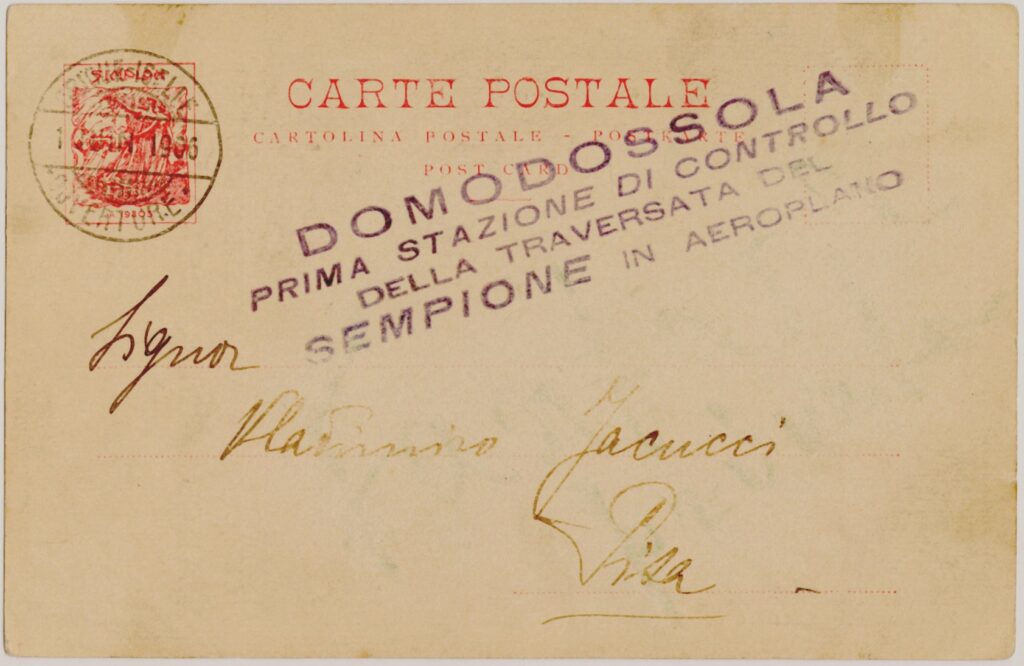 CARTE POSTALE
CARTOLINA POSTALE - POSTKARTE
POST CARD
1906
DOMODOSSOLA
PRIMA STAZIONE DI CONTROLLO
DELLA TRAVERSATA DEL
SEMPIONE IN AEROPLANO
Signor
Vladimiro Jacucci
Pisa